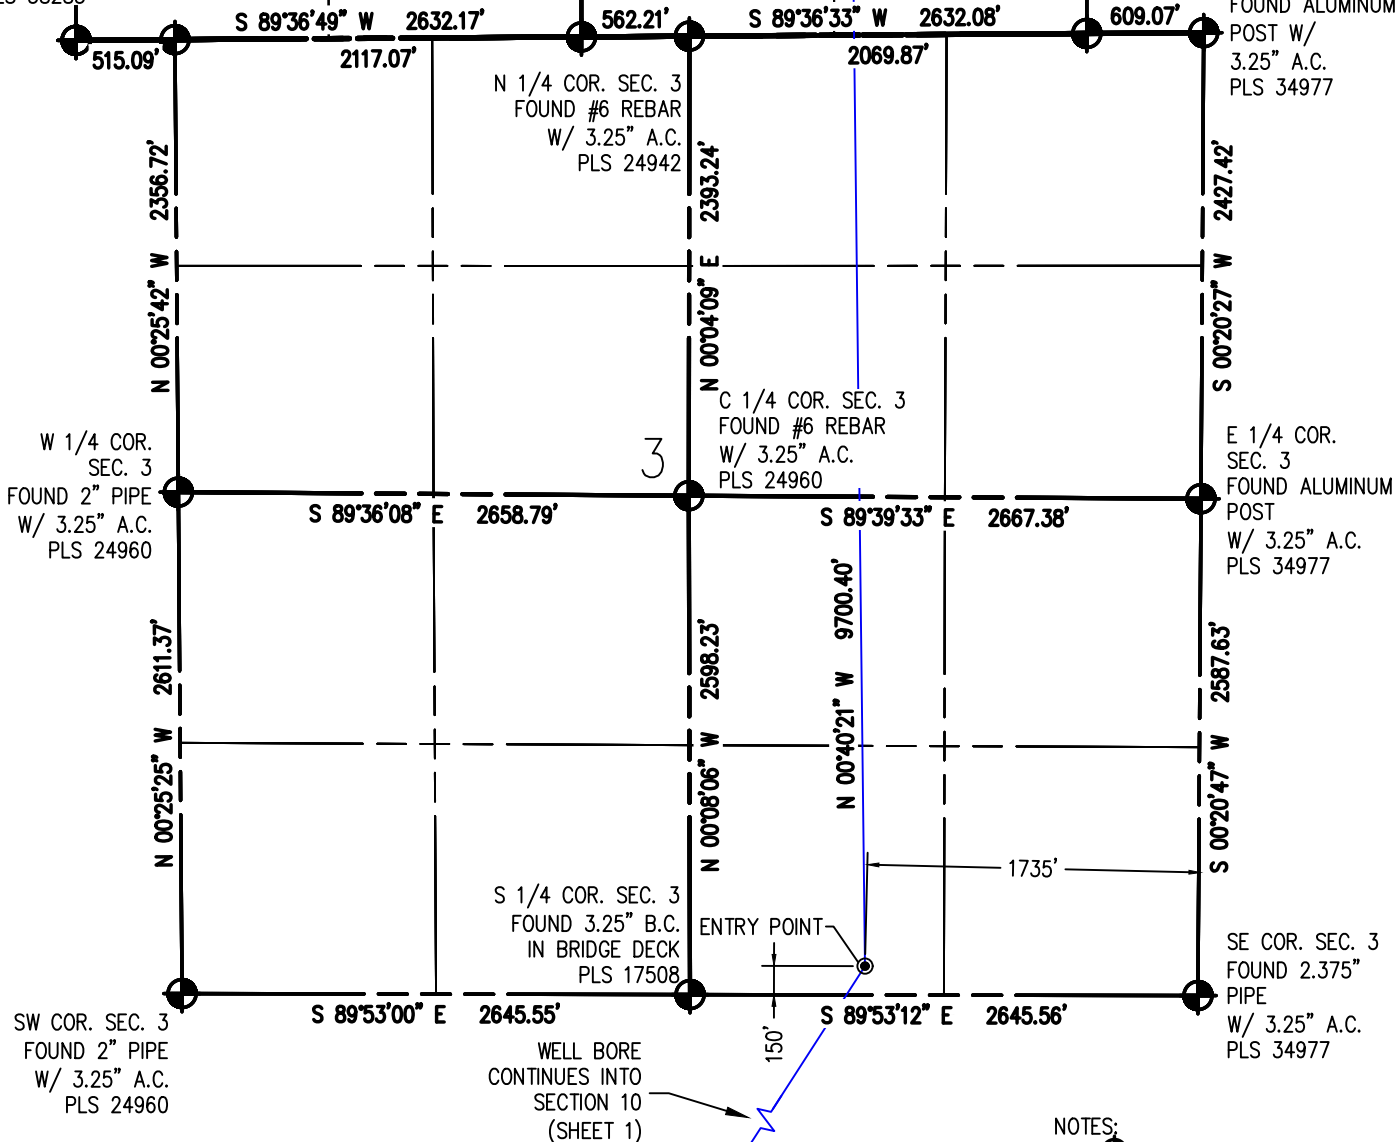 S 89°36'49" W 2632.17'
562.21'
S 89°36'33" W 2632.08'
609.07'
FOUND ALUMINUM
POST W/
3.25" A.C.
PLS 34977
515.09'
2117.07'
2069.87'
N 1/4 COR. SEC. 3
FOUND #6 REBAR
W/ 3.25" A.C.
PLS 24942
N 00°25'42" W 2356.72'
N 00°04'09" E 2393.24'
S 00°20'27" W 2427.42'
C 1/4 COR. SEC. 3
FOUND #6 REBAR
W/ 3.25" A.C.
PLS 24960
3
W 1/4 COR.
SEC. 3
FOUND 2" PIPE
W/ 3.25" A.C.
PLS 24960
E 1/4 COR.
SEC. 3
FOUND ALUMINUM
POST
W/ 3.25" A.C.
PLS 34977
S 89°36'08" E 2658.79'
S 89°39'33" E 2667.38'
N 00°25'25" W 2611.37'
N 00°08'06" W 2598.23'
N 00°40'21" W 9700.40'
S 00°20'47" W 2587.63'
1735'
S 1/4 COR. SEC. 3
FOUND 3.25" B.C.
IN BRIDGE DECK
PLS 17508
ENTRY POINT
150'
SE COR. SEC. 3
FOUND 2.375"
PIPE
W/ 3.25" A.C.
PLS 34977
S 89°53'00" E 2645.55'
S 89°53'12" E 2645.56'
SW COR. SEC. 3
FOUND 2" PIPE
W/ 3.25" A.C.
PLS 24960
WELL BORE
CONTINUES INTO
SECTION 10
(SHEET 1)
NOTES: